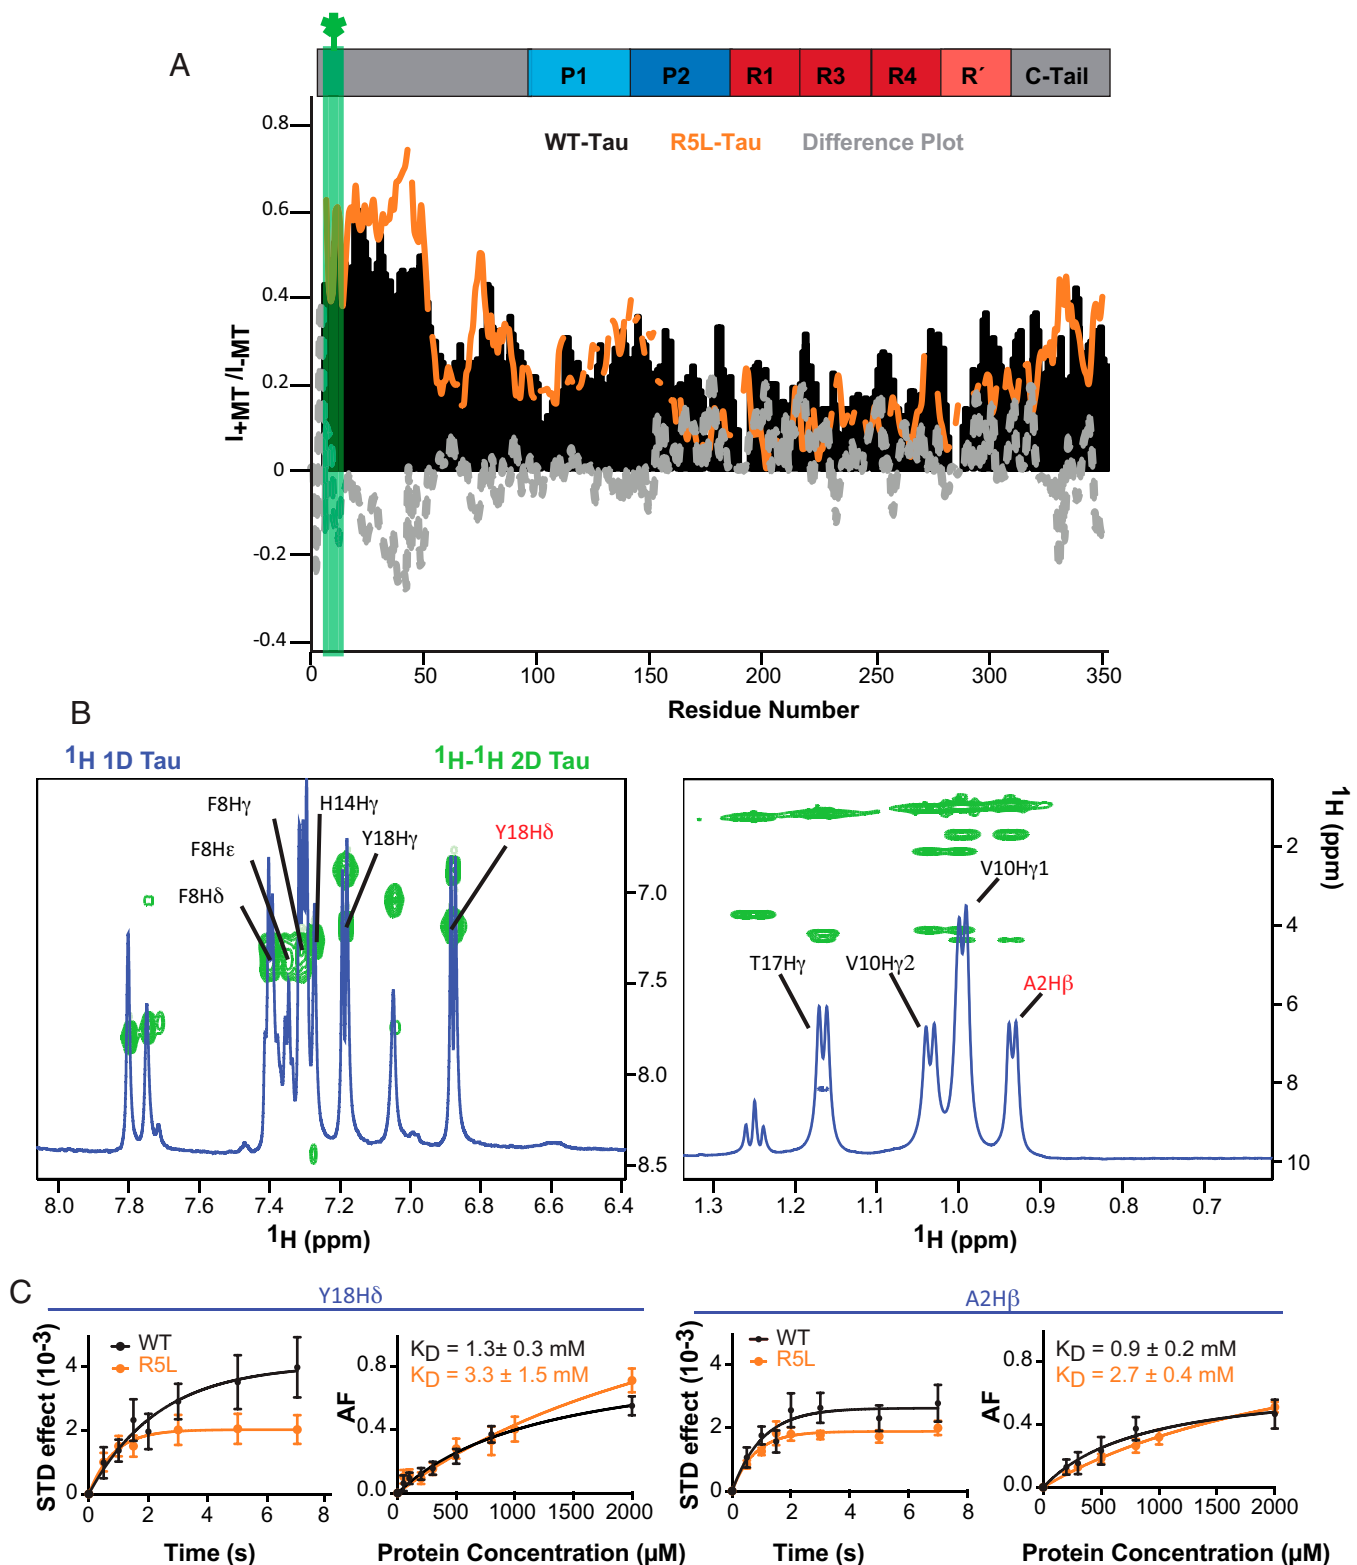 A
P1 P2 R1 R3 R4 R´ C-Tail
WT-Tau R5L-Tau Difference Plot
0.8
0.6
0.4
0.2
0
-0.2
-0.4
I+MT /I-MT
0 50 100 150 200 250 300 350
Residue Number
B
1H 1D Tau 1H-1H 2D Tau
F8Hγ H14Hγ
F8Hε Y18Hγ Y18Hδ
F8Hδ
7.0
7.5
8.0
8.5
8.0 7.8 7.6 7.4 7.2 7.0 6.8 6.6 6.4
1H (ppm)
1H (ppm)
V10Hγ1
T17Hγ V10Hγ2 A2Hβ
2
4
6
8
10
1.3 1.2 1.1 1.0 0.9 0.8 0.7
1H (ppm)
C
Y18Hδ
STD effect (10-3)
WT
R5L
4
2
0
0 2 4 6 8
Time (s)
AF
KD = 1.3± 0.3 mM
KD = 3.3 ± 1.5 mM
0.8
0.4
0.0
0 500 1000 1500 2000
Protein Concentration (µM)
A2Hβ
STD effect (10-3)
WT
R5L
4
2
0
0 2 4 6 8
Time (s)
AF
KD = 0.9 ± 0.2 mM
KD = 2.7 ± 0.4 mM
0.8
0.4
0.0
0 500 1000 1500 2000
Protein Concentration (µM)